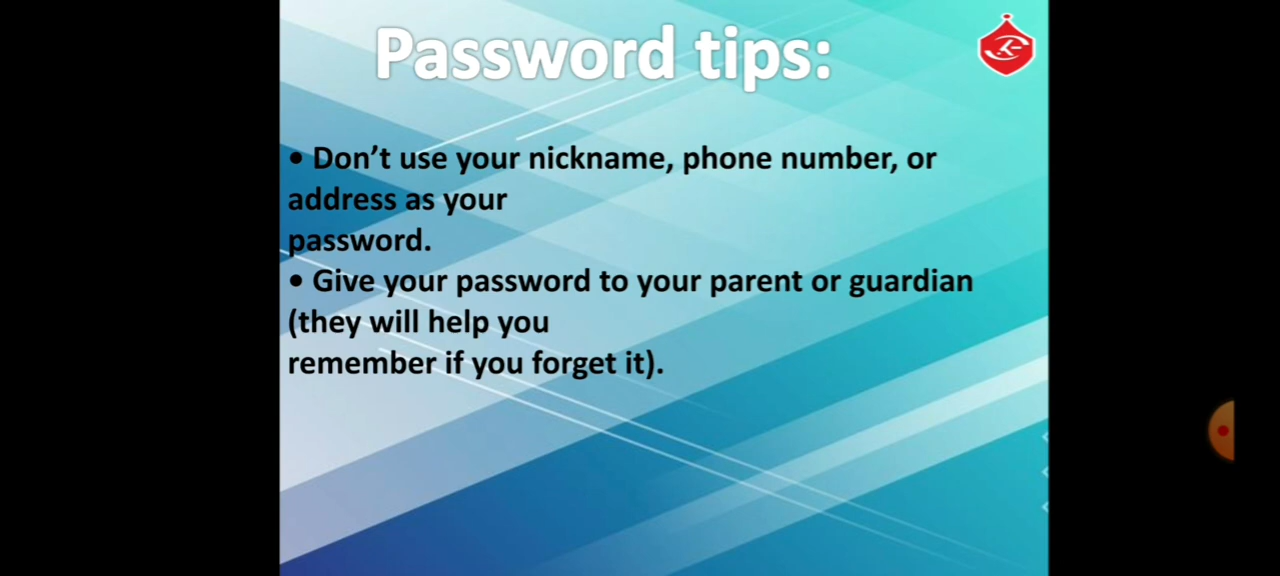 Password tips:
• Don’t use your nickname, phone number, or
address as your
password.
• Give your password to your parent or guardian
(they will help you
remember if you forget it).